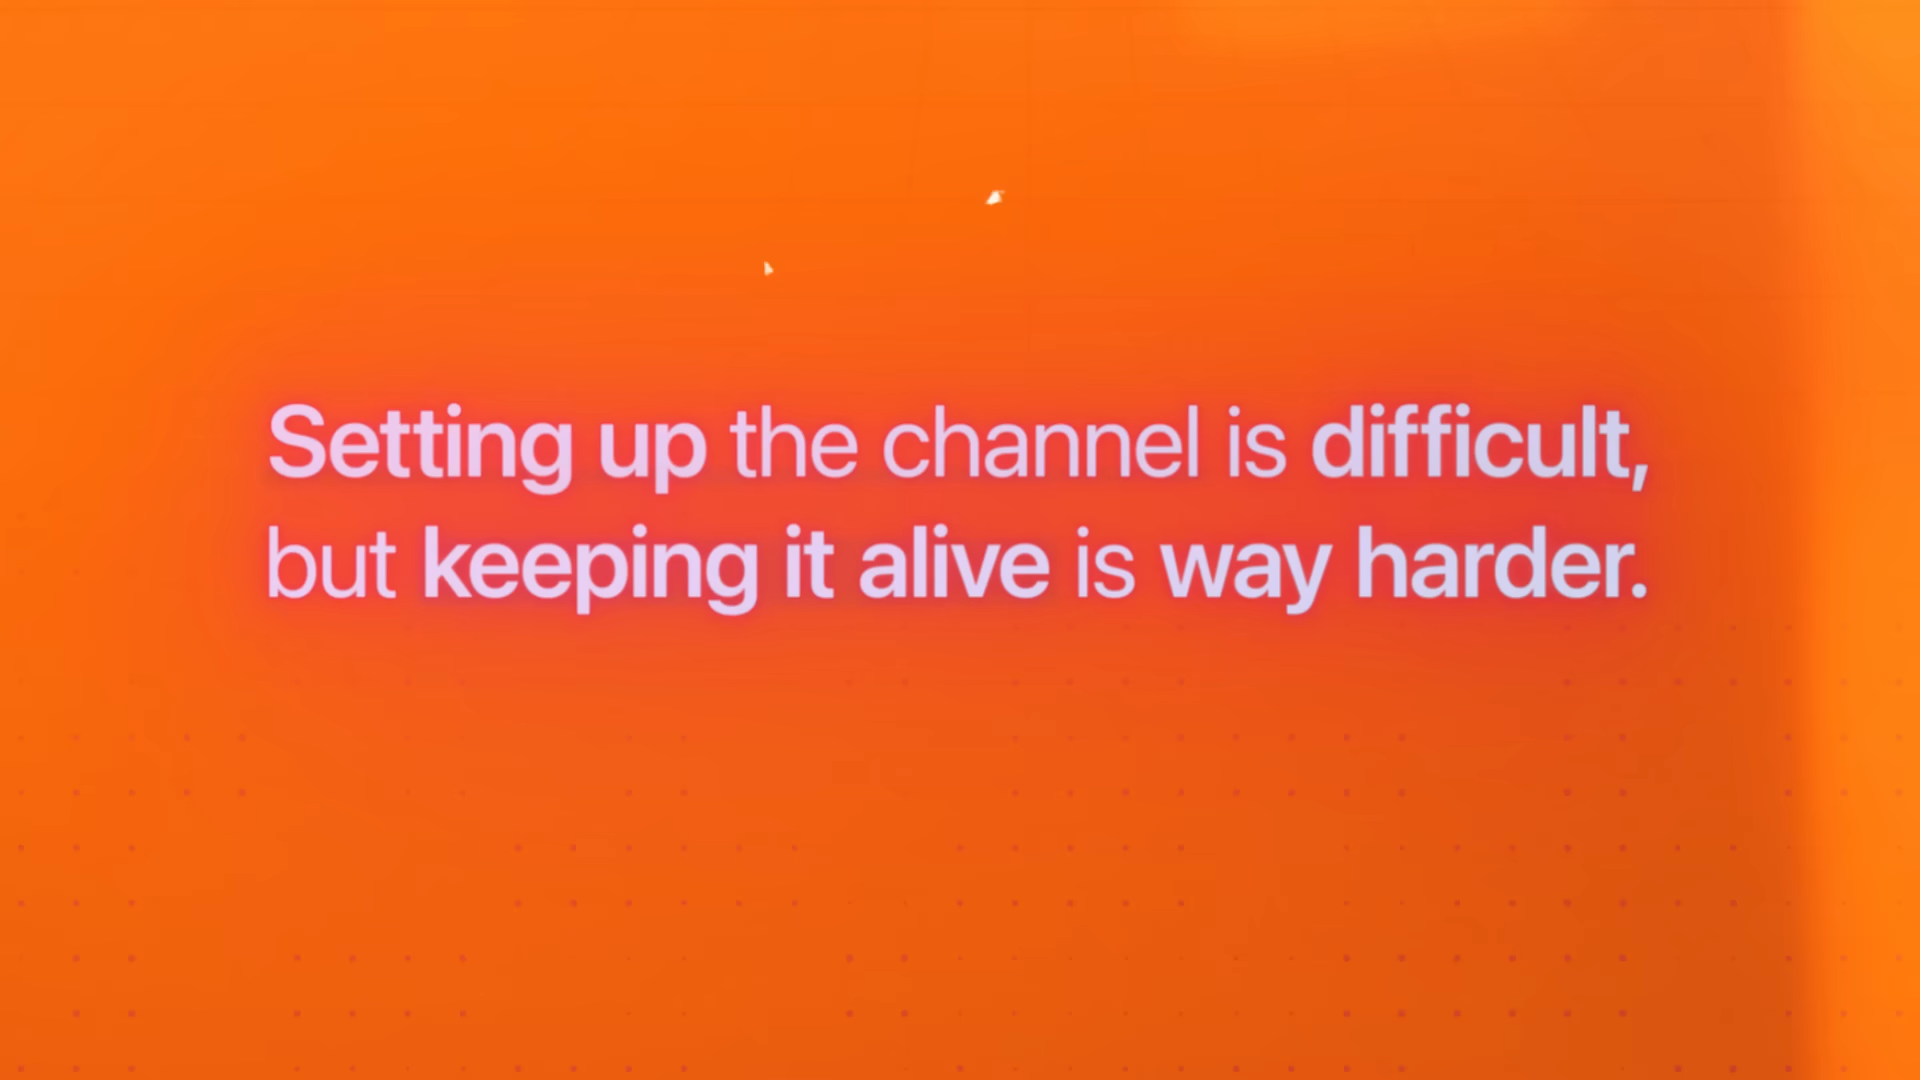 Setting up the channel is difficult,
but keeping it alive is way harder.